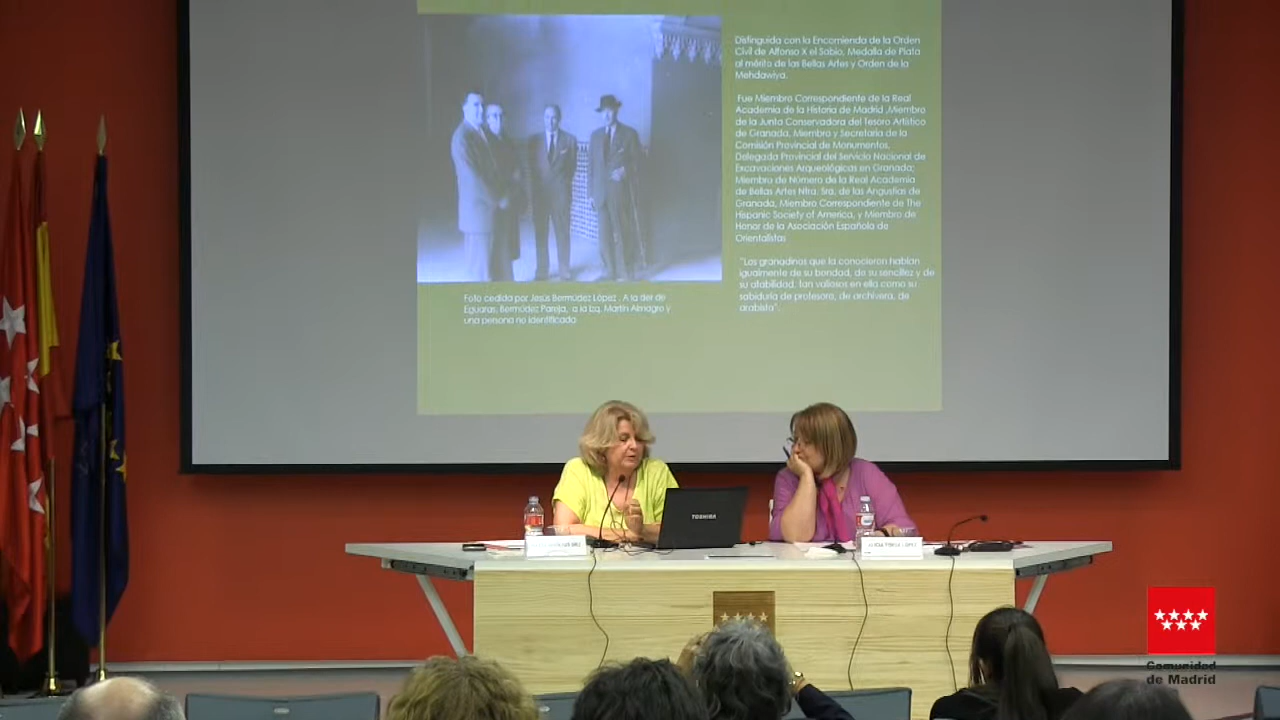 Distinguida con la Encomienda de la Orden
Civil de Alfonso X el Sabio, Medalla de Plata
al mérito de las Bellas Artes y Orden de la
Mehdawiya.
Fue Miembro Correspondiente de la Real
Academia de la Historia de Madrid ,Miembro
de la Junta Conservadora del Tesoro Artístico
de Granada, Miembro y Secretaria de la
Comisión Provincial de Monumentos,
Delegada Provincial del Servicio Nacional de
Excavaciones Arqueológicas en Granada;
Miembro de Número de la Real Academia
de Bellas Artes Ntra. Sra. de las Angustias de
Granada, Miembro Correspondiente de The
Hispanic Society of America, y Miembro de
Honor de la Asociación Española de
Orientalistas
"Los granadinos que la conocieron hablan
igualmente de su bondad, de su sencillez y de
su afabilidad, tan valiosos en ella como su
sabiduría de profesora, de archivera, de
arabista".
Foto cedida por Jesús Bermúdez López . A la der de
Eguaras, Bermúdez Pareja, a la izq. Martín Almagro y
una persona no identificada
TOSHIBA
Comunidad
de Madrid